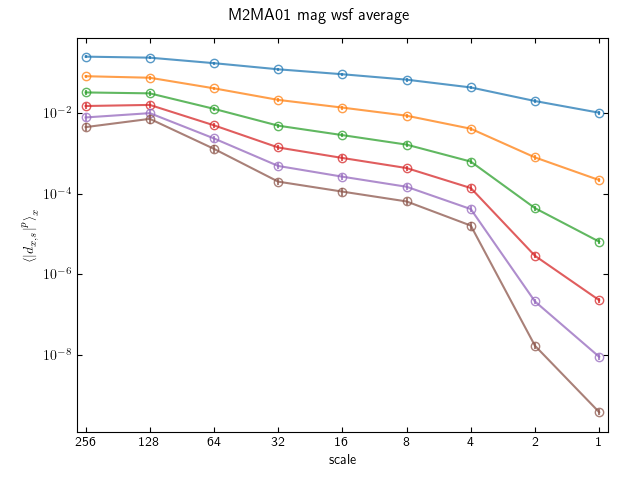 M2MA01 mag wsf average
⟨|d_{x,s}|^p⟩_x
10^{-2}
10^{-4}
10^{-6}
10^{-8}
256 128 64 32 16 8 4 2 1
scale